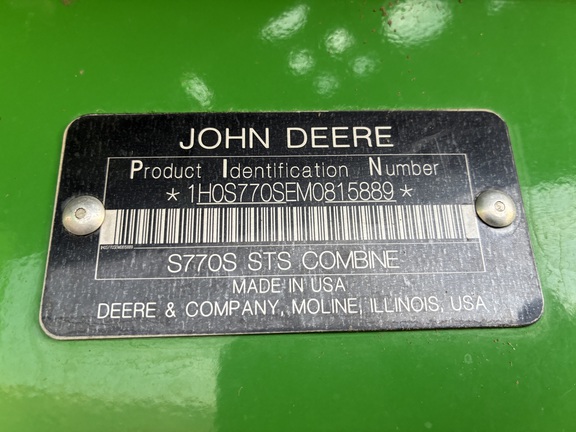 JOHN DEERE
Product Identification Number
*1H0S770SEM0815889*
S770S STS COMBINE
MADE IN USA
DEERE & COMPANY, MOLINE, ILLINOIS, USA